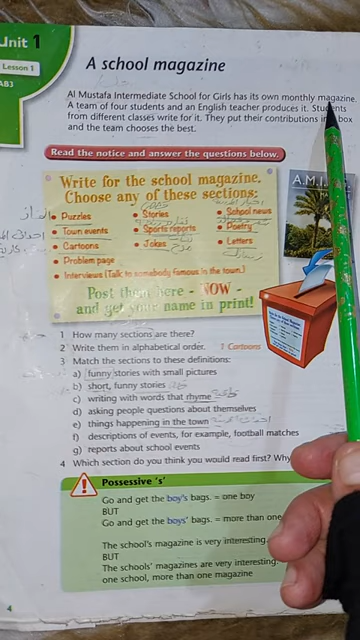 Unit 1
Lesson 1
AB3
A school magazine
Al Mustafa Intermediate School for Girls has its own monthly magazine.
A team of four students and an English teacher produces it. Students
from different classes write for it. They put their contributions in box
and the team chooses the best.
Read the notice and answer the questions below.
Write for the school magazine.
Choose any of these sections:
• Puzzles • Stories • School news
• Town events • Sports reports • Poetry
• Cartoons • Jokes • Letters
• Problem page
• Interviews (Talk to somebody famous in the town.)
Post them here - NOW -
and get your name in print!
A.M.I.
1 How many sections are there?
2 Write them in alphabetical order. 1 Cartoons
3 Match the sections to these definitions:
a) funny stories with small pictures
b) short, funny stories
c) writing with words that rhyme
d) asking people questions about themselves
e) things happening in the town
f) descriptions of events, for example, football matches
g) reports about school events
4 Which section do you think you would read first? Why
Possessive 's'
Go and get the boy's bags. = one boy
BUT
Go and get the boys' bags. = more than one
The school's magazine is very interesting.
BUT
The schools' magazines are very interesting.
one school, more than one magazine
4